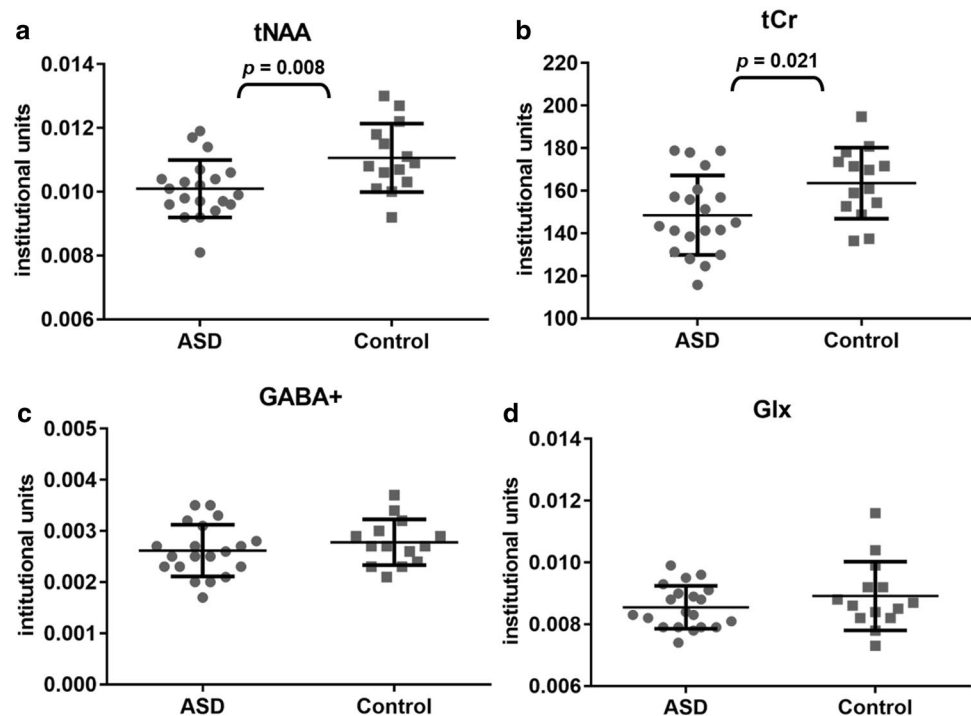 a
tNAA
p = 0.008
institutional units
0.014
0.012
0.010
0.008
0.006
ASD
Control
b
tCr
p = 0.021
institutional units
220
200
180
160
140
120
100
ASD
Control
c
GABA+
intitutional units
0.005
0.004
0.003
0.002
0.001
0.000
ASD
Control
d
Glx
institutional units
0.014
0.012
0.010
0.008
0.006
ASD
Control